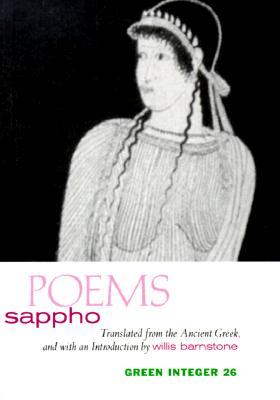 POEMS
sappho
Translated from the Ancient Greek,
and with an Introduction by willis barnstone
GREEN INTEGER 26